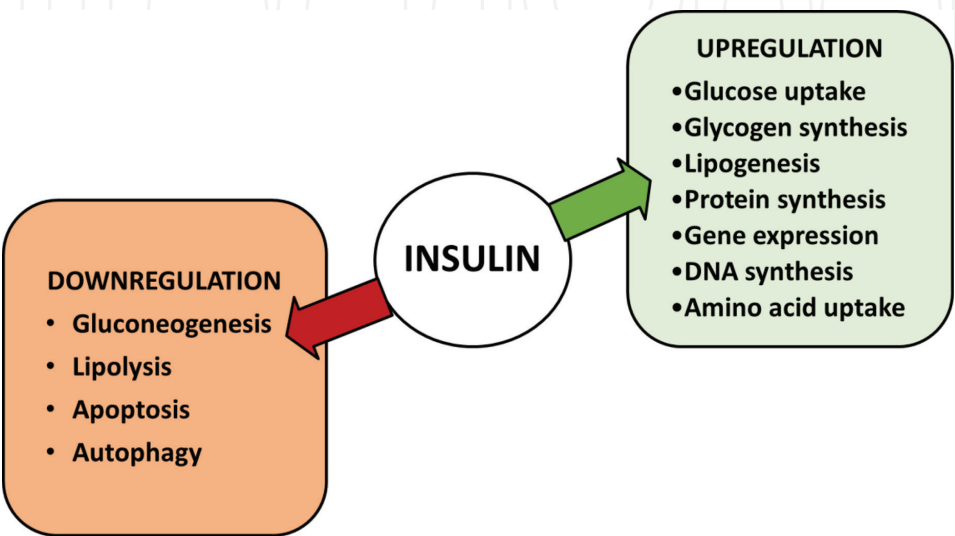 UPREGULATION
•Glucose uptake
•Glycogen synthesis
•Lipogenesis
•Protein synthesis
•Gene expression
•DNA synthesis
•Amino acid uptake
INSULIN
DOWNREGULATION
• Gluconeogenesis
• Lipolysis
• Apoptosis
• Autophagy